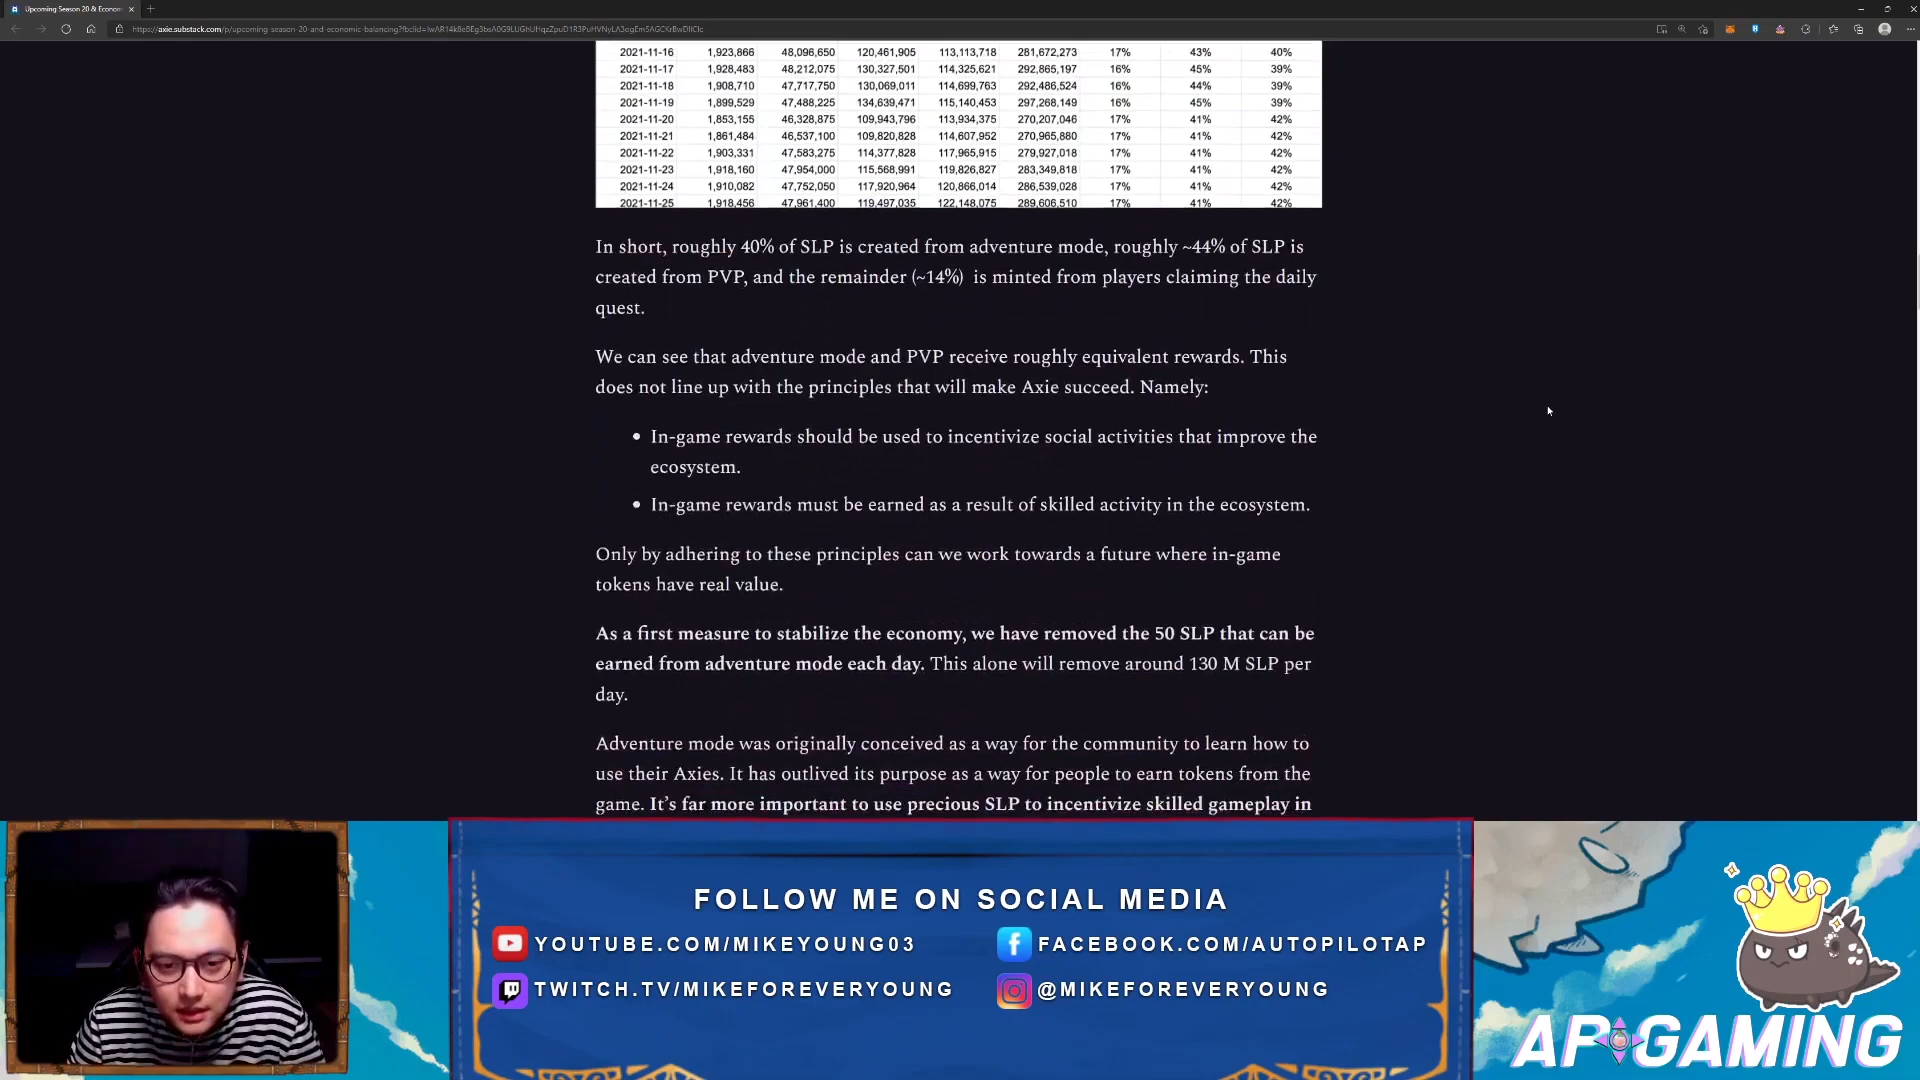 Upcoming Season 20 & Econom
https://axie.substack.com/p/upcoming-season-20-and-economic-balancing?fbclid=
2021-11-16 1,923,866 48,096,650 120,461,905 113,113,718 281,672,273 17% 43% 40%
2021-11-17 1,928,483 48,212,075 130,327,501 114,325,621 292,865,197 16% 45% 39%
2021-11-18 1,908,710 47,717,750 130,069,011 114,699,763 292,486,524 16% 44% 39%
2021-11-19 1,899,529 47,488,225 134,639,471 115,140,453 297,268,149 16% 45% 39%
2021-11-20 1,853,155 46,328,875 109,943,796 113,934,375 270,207,046 17% 41% 42%
2021-11-21 1,861,484 46,537,100 109,820,828 114,607,952 270,965,880 17% 41% 42%
2021-11-22 1,903,331 47,583,275 114,377,828 117,965,915 279,927,018 17% 41% 42%
2021-11-23 1,918,160 47,954,000 115,568,991 119,826,827 283,349,818 17% 41% 42%
2021-11-24 1,910,082 47,752,050 117,920,964 120,866,014 286,539,028 17% 41% 42%
2021-11-25 1,918,456 47,961,400 119,497,035 122,148,075 289,606,510 17% 41% 42%
In short, roughly 40% of SLP is created from adventure mode, roughly ~44% of SLP is
created from PVP, and the remainder (~14%) is minted from players claiming the daily
quest.
We can see that adventure mode and PVP receive roughly equivalent rewards. This
does not line up with the principles that will make Axie succeed. Namely:
• In-game rewards should be used to incentivize social activities that improve the
ecosystem.
• In-game rewards must be earned as a result of skilled activity in the ecosystem.
Only by adhering to these principles can we work towards a future where in-game
tokens have real value.
As a first measure to stabilize the economy, we have removed the 50 SLP that can be
earned from adventure mode each day. This alone will remove around 130 M SLP per
day.
Adventure mode was originally conceived as a way for the community to learn how to
use their Axies. It has outlived its purpose as a way for people to earn tokens from the
game. It's far more important to use precious SLP to incentivize skilled gameplay in
FOLLOW ME ON SOCIAL MEDIA
YOUTUBE.COM/MIKEYOUNG03
FACEBOOK.COM/AUTOPILOTAP
TWITCH.TV/MIKEFOREVERYOUNG
@MIKEFOREVERYOUNG
AP GAMING